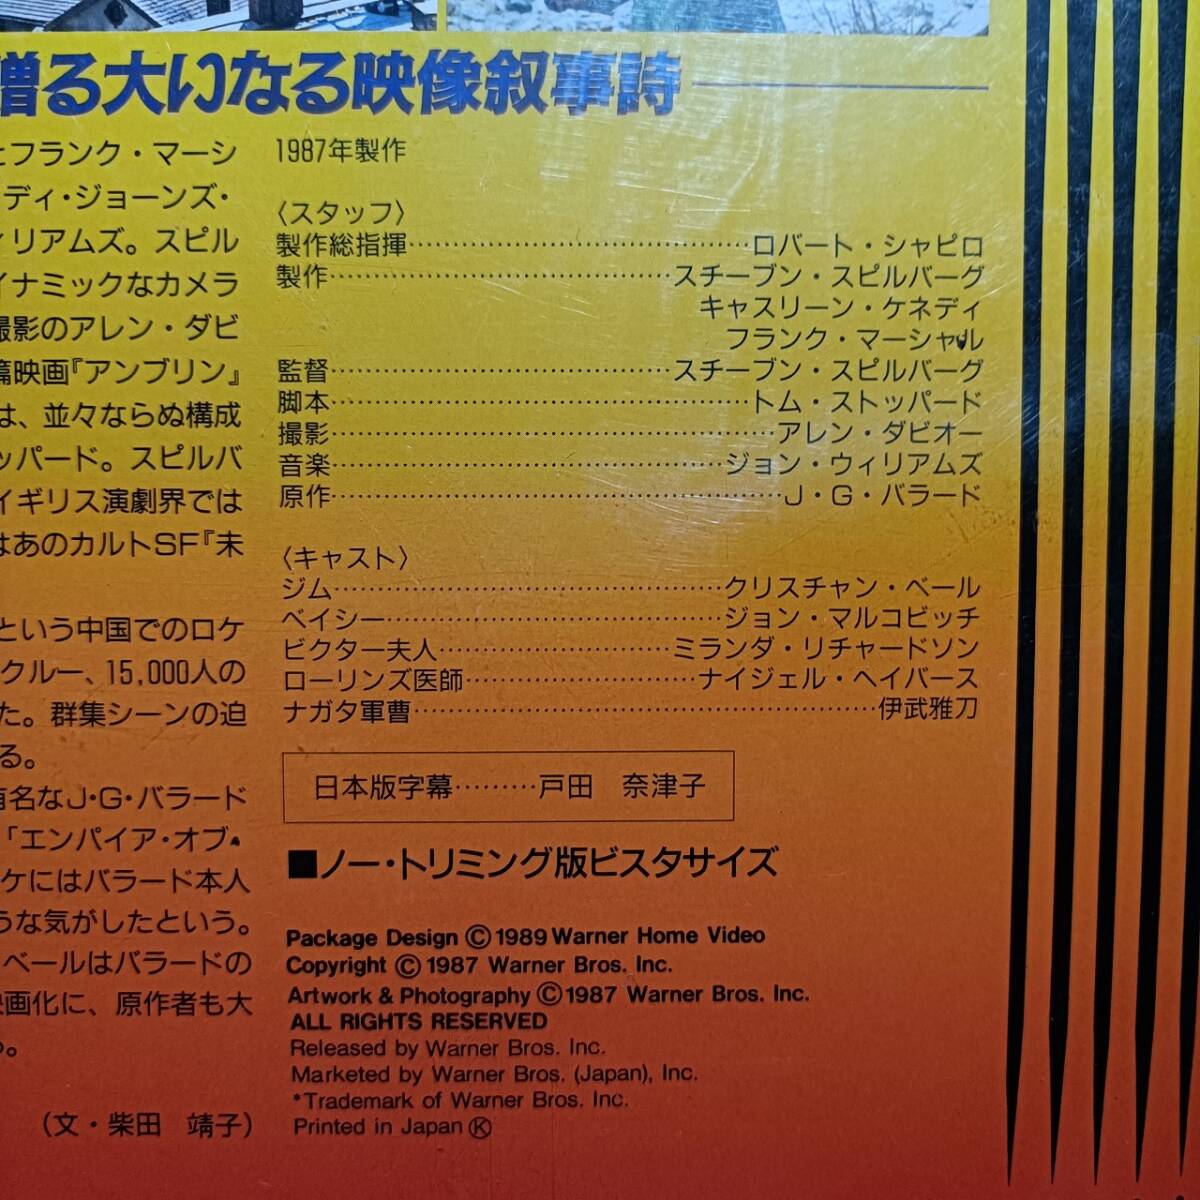 贈る大いなる映像叙事詩
とフランク・マーシ
ディ・ジョーンズ・
ィリアムズ。スピル
イナミックなカメラ
撮影のアレン・ダビ
篇映画『アンブリン』
は、並々ならぬ構成
ッパード。スピルバ
イギリス演劇界では
はあのカルトSF『未
という中国でのロケ
クルー、15,000人の
た。群集シーンの迫
る。
有名なJ・G・バラード
「エンパイア・オブ・
ケにはバラード本人
うな気がしたという。
ベールはバラードの
映画化に、原作者も大
る。
(文・柴田 靖子)
1987年製作
〈スタッフ〉
製作総指揮……………………………ロバート・シャピロ
製作……………………………スチーブン・スピルバーグ
キャスリーン・ケネディ
フランク・マーシャル
監督……………………………スチーブン・スピルバーグ
脚本……………………………トム・ストッパード
撮影……………………………アレン・ダビオー
音楽……………………………ジョン・ウィリアムズ
原作……………………………J・G・バラード
〈キャスト〉
ジム……………………………クリスチャン・ベール
ベイシー……………………………ジョン・マルコビッチ
ビクター夫人……………………ミランダ・リチャードソン
ローリンズ医師……………………ナイジェル・ヘイバース
ナガタ軍曹……………………………伊武雅刀
日本版字幕………戸田 奈津子
■ノー・トリミング版ビスタサイズ
Package Design © 1989 Warner Home Video
Copyright © 1987 Warner Bros. Inc.
Artwork & Photography © 1987 Warner Bros. Inc.
ALL RIGHTS RESERVED
Released by Warner Bros. Inc.
Marketed by Warner Bros. (Japan), Inc.
*Trademark of Warner Bros. Inc.
Printed in Japan Ⓚ